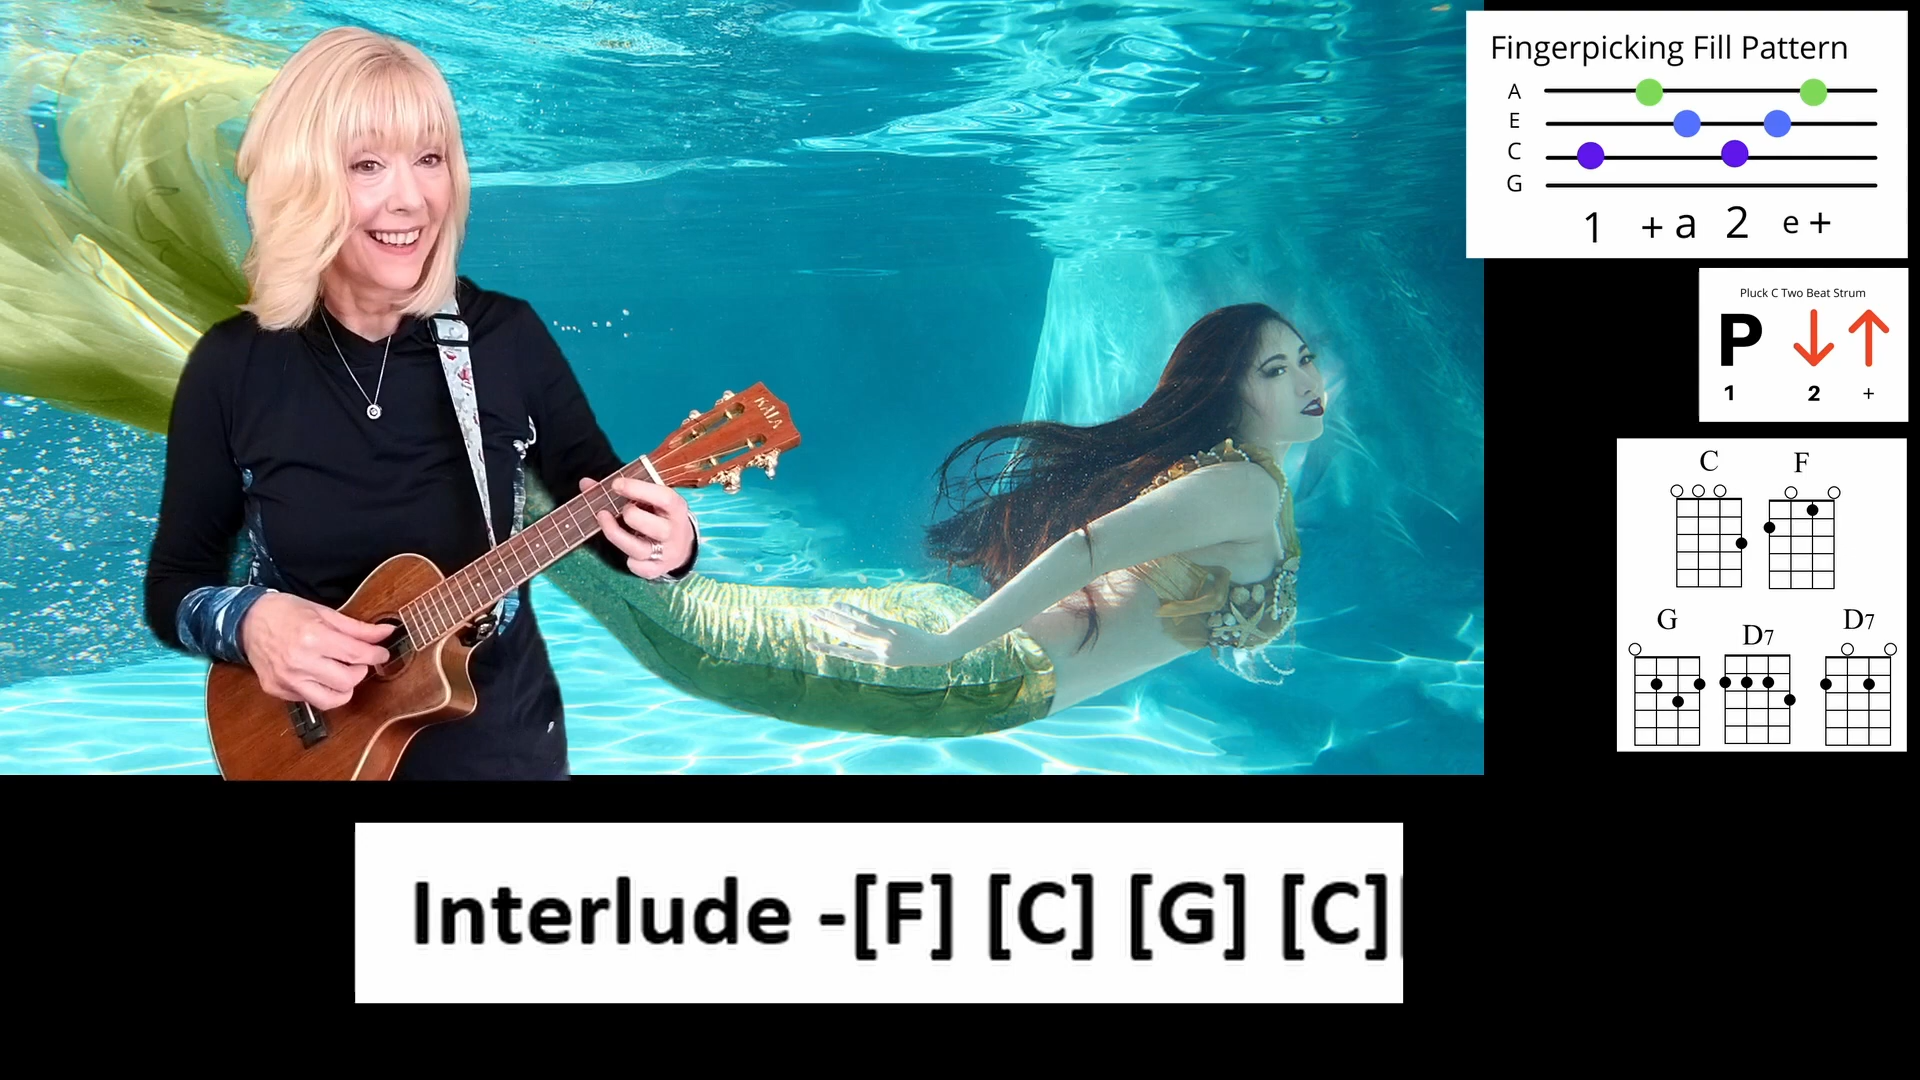 Fingerpicking Fill Pattern
A
E
C
G
1 + a 2 e +
Pluck C Two Beat Strum
P
1 2 +
C F
G D7 D7
KALA
Interlude -[F] [C] [G] [C]